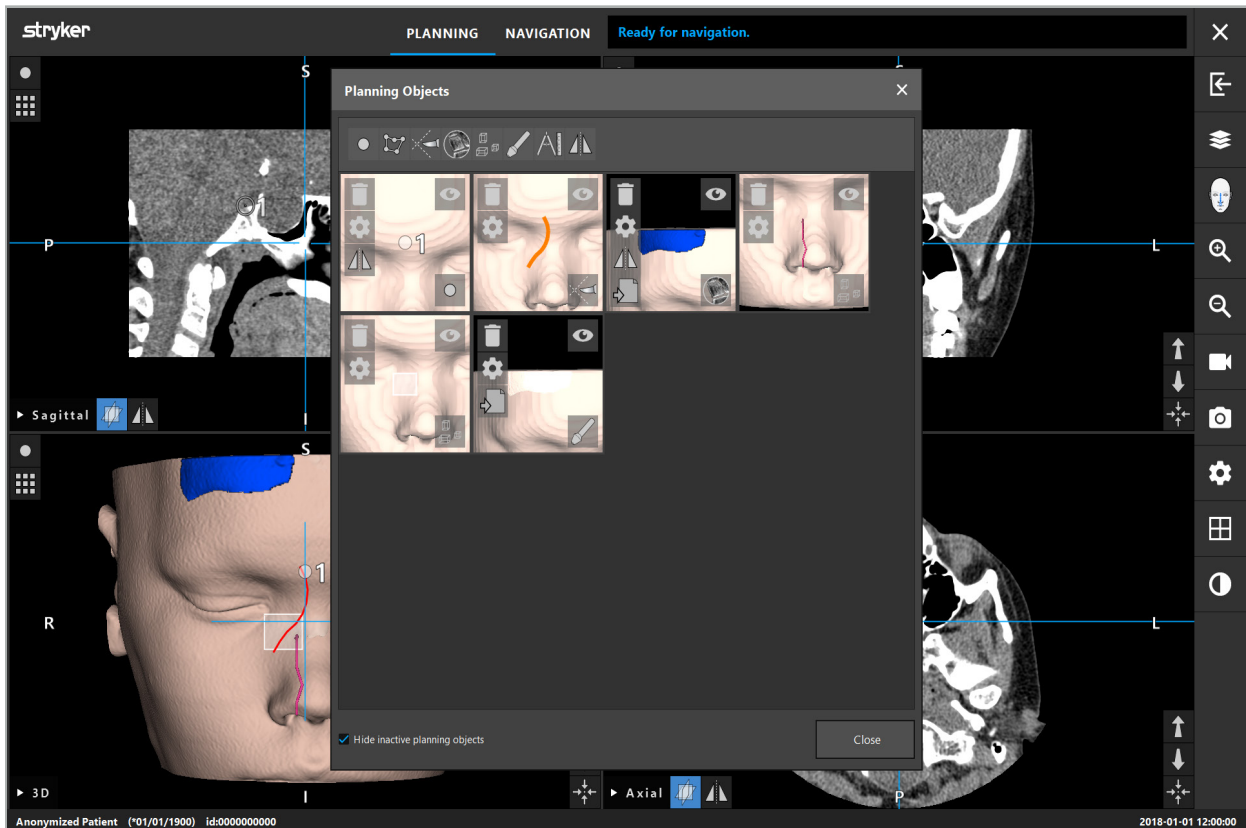 stryker
PLANNING NAVIGATION Ready for navigation.
S
Planning Objects
1
1
P
L
Sagittal
I
S
1
R
L
Hide inactive planning objects
Close
3D
I
Axial
P
Anonymized Patient (*01/01/1900) id:0000000000 2018-01-01 12:00:00